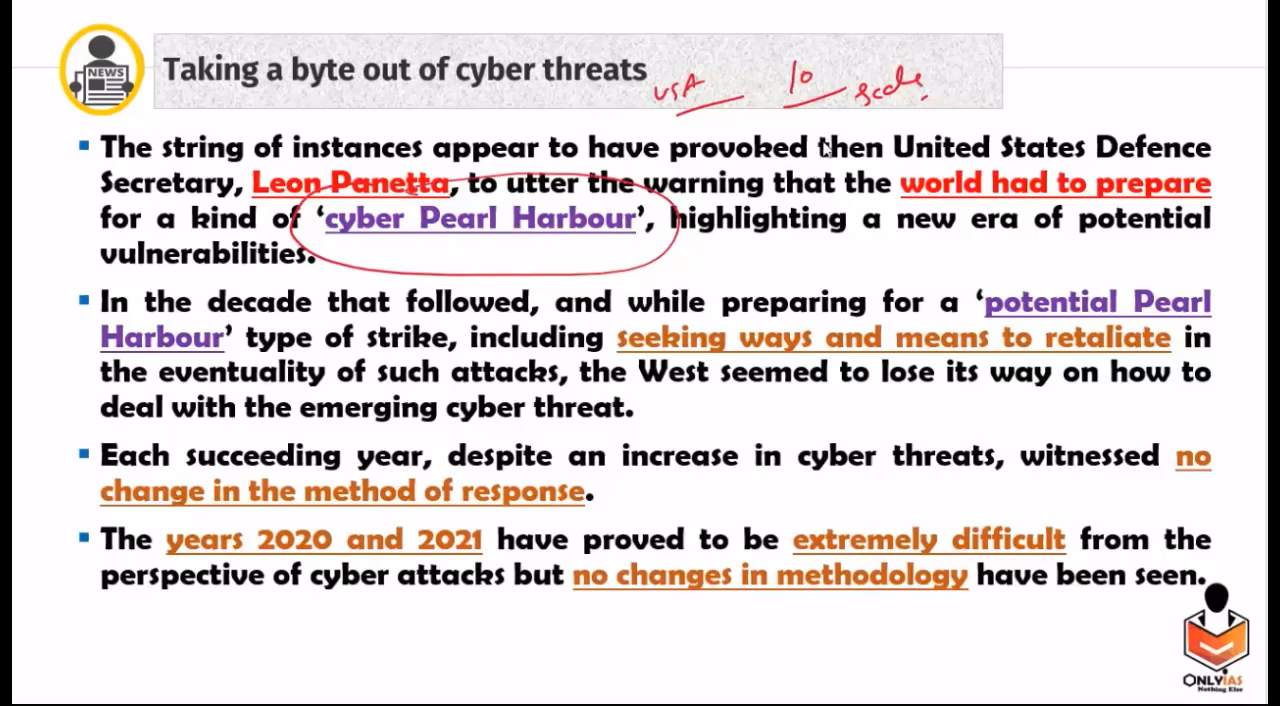 NEWS
Taking a byte out of cyber threats
USA 10 scale
The string of instances appear to have provoked then United States Defence
Secretary, Leon Panetta, to utter the warning that the world had to prepare
for a kind of ‘cyber Pearl Harbour’, highlighting a new era of potential
vulnerabilities.
In the decade that followed, and while preparing for a ‘potential Pearl
Harbour’ type of strike, including seeking ways and means to retaliate in
the eventuality of such attacks, the West seemed to lose its way on how to
deal with the emerging cyber threat.
Each succeeding year, despite an increase in cyber threats, witnessed no
change in the method of response.
The years 2020 and 2021 have proved to be extremely difficult from the
perspective of cyber attacks but no changes in methodology have been seen.
ONLYIAS
Nothing Else